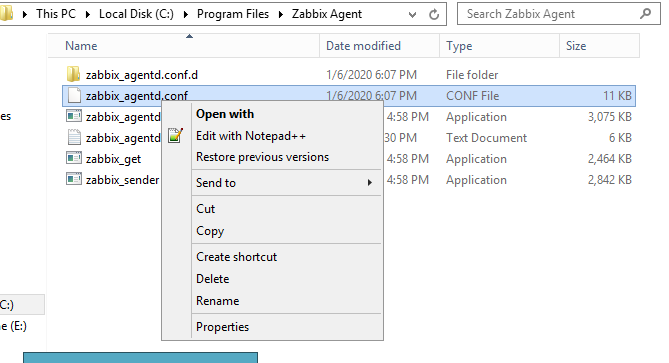 This PC Local Disk (C:) Program Files Zabbix Agent Search Zabbix Agent
Name Date modified Type Size
zabbix_agentd.conf.d 1/6/2020 6:07 PM File folder
zabbix_agentd.conf 1/6/2020 6:07 PM CONF File 11 KB
zabbix_agentd 4:58 PM Application 3,075 KB
zabbix_agentd 30 PM Text Document 6 KB
zabbix_get 4:58 PM Application 2,464 KB
zabbix_sender 4:58 PM Application 2,842 KB
Open with
Edit with Notepad++
Restore previous versions
Send to
Cut
Copy
Create shortcut
Delete
Rename
Properties
es
C:)
e (E:)